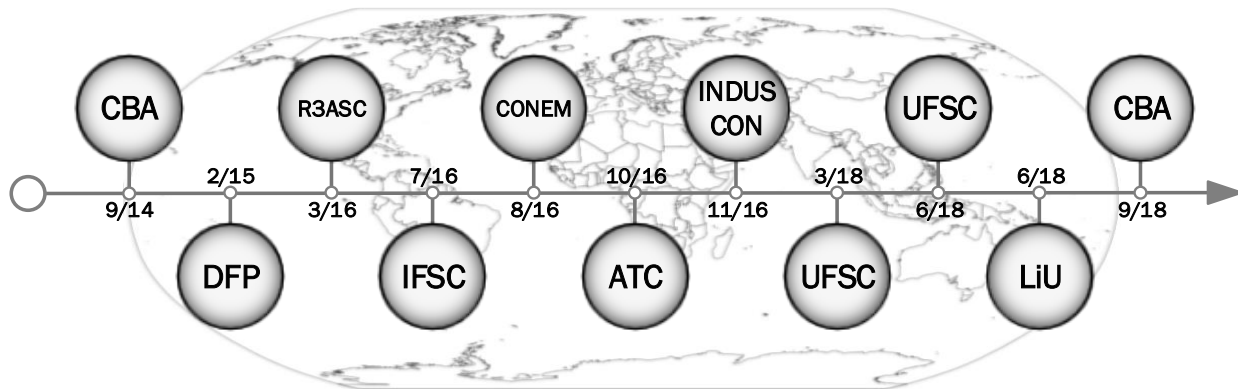 CBA
R3ASC
CONEM
INDUS
CON
UFSC
CBA
2/15
7/16
10/16
3/18
6/18
9/14
3/16
8/16
11/16
6/18
9/18
DFP
IFSC
ATC
UFSC
LiU